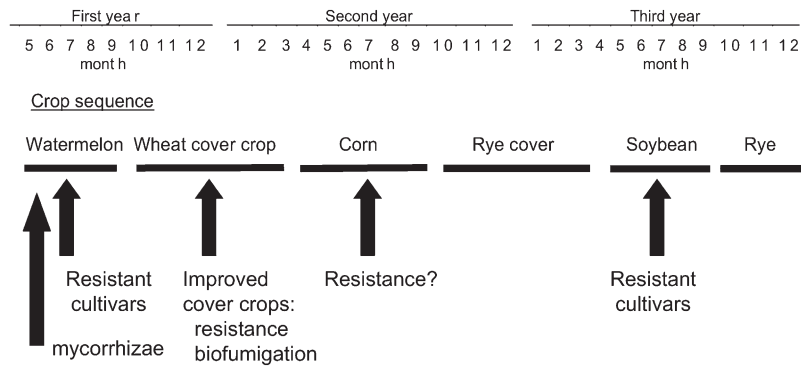 First yea r Second year Third year
5 6 7 8 9 10 11 12 1 2 3 4 5 6 7 8 9 10 11 12 1 2 3 4 5 6 7 8 9 10 11 12
mont h month month
Crop sequence
Watermelon Wheat cover crop Corn Rye cover Soybean Rye
Resistant Improved Resistance? Resistant
cultivars cover crops: cultivars
resistance
mycorrhizae biofumigation